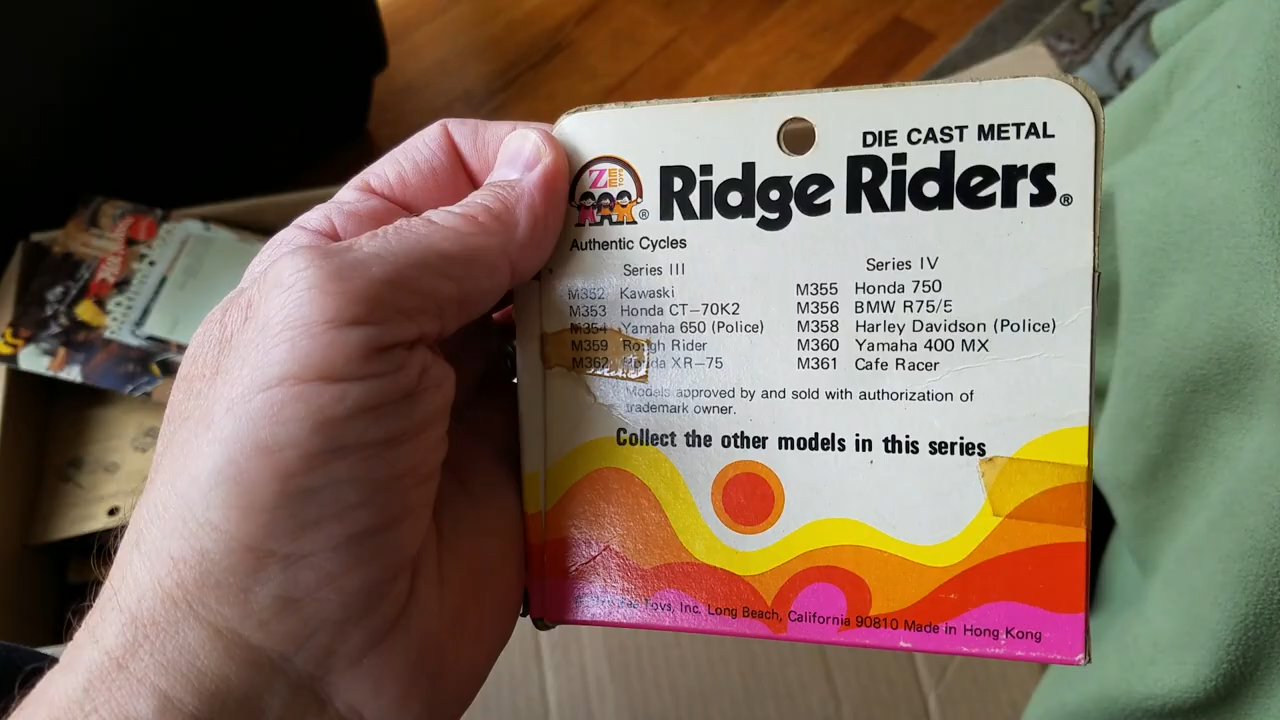 DIE CAST METAL
ZEE TOYS
® Ridge Riders®
Authentic Cycles
Series III
M352 Kawaski
M353 Honda CT-70K2
M354 Yamaha 650 (Police)
M359 Rough Rider
M362 Honda XR-75
Series IV
M355 Honda 750
M356 BMW R75/5
M358 Harley Davidson (Police)
M360 Yamaha 400 MX
M361 Cafe Racer
Models approved by and sold with authorization of
trademark owner.
Collect the other models in this series
Toys, Inc. Long Beach, California 90810 Made in Hong Kong